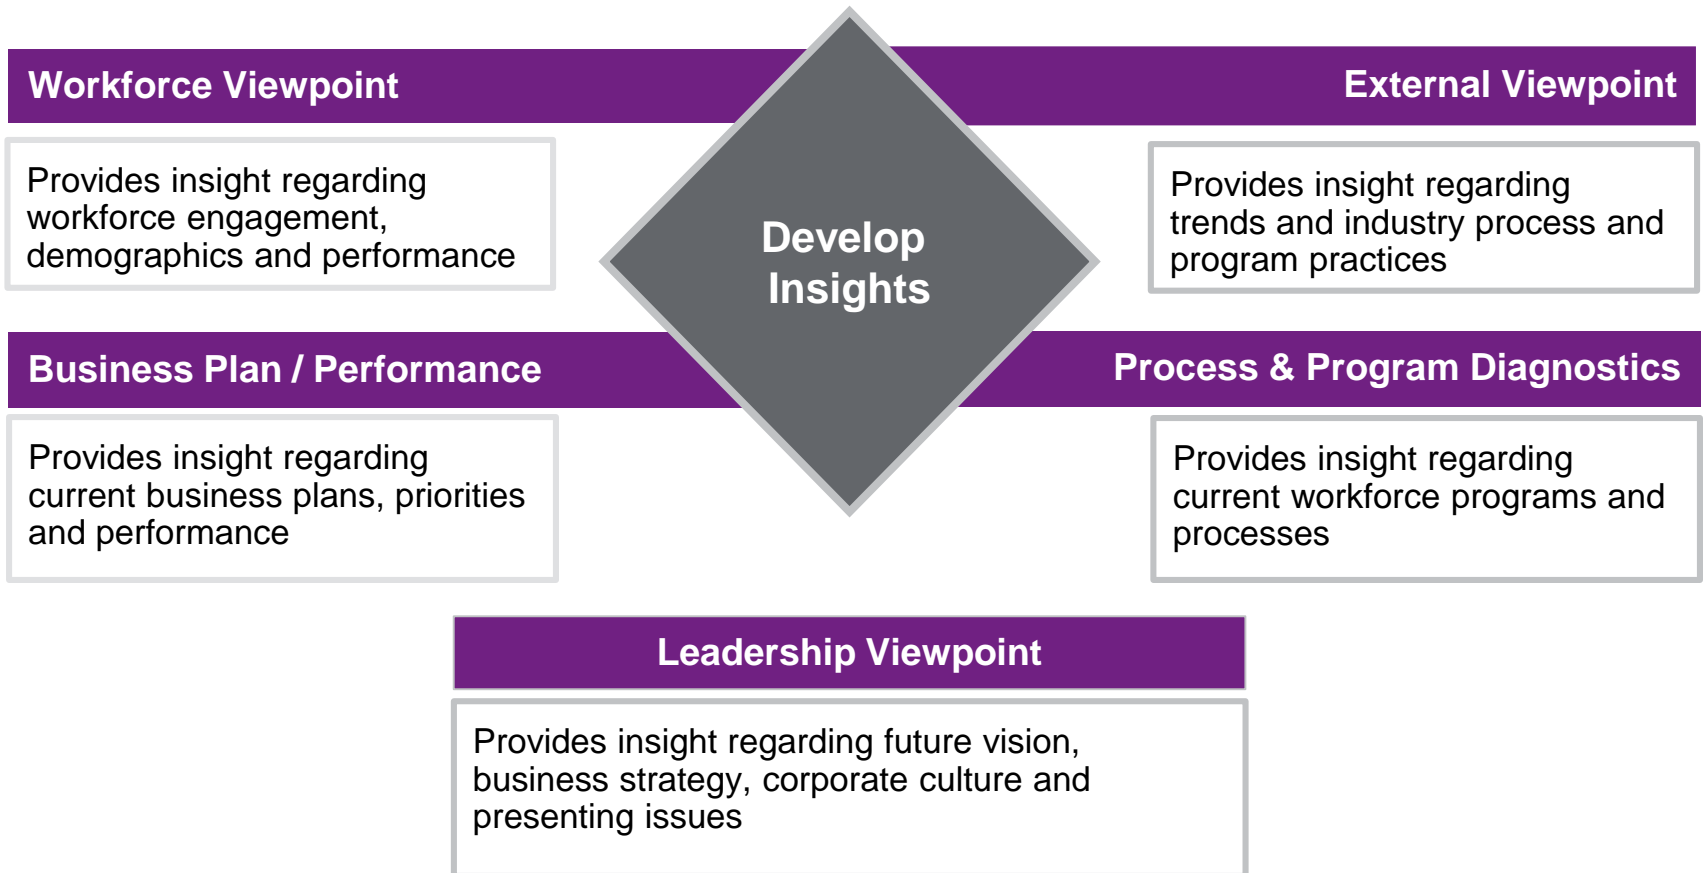 Workforce Viewpoint
Provides insight regarding
workforce engagement,
demographics and performance
External Viewpoint
Provides insight regarding
trends and industry process and
program practices
Develop
Insights
Business Plan / Performance
Provides insight regarding
current business plans, priorities
and performance
Process & Program Diagnostics
Provides insight regarding
current workforce programs and
processes
Leadership Viewpoint
Provides insight regarding future vision,
business strategy, corporate culture and
presenting issues